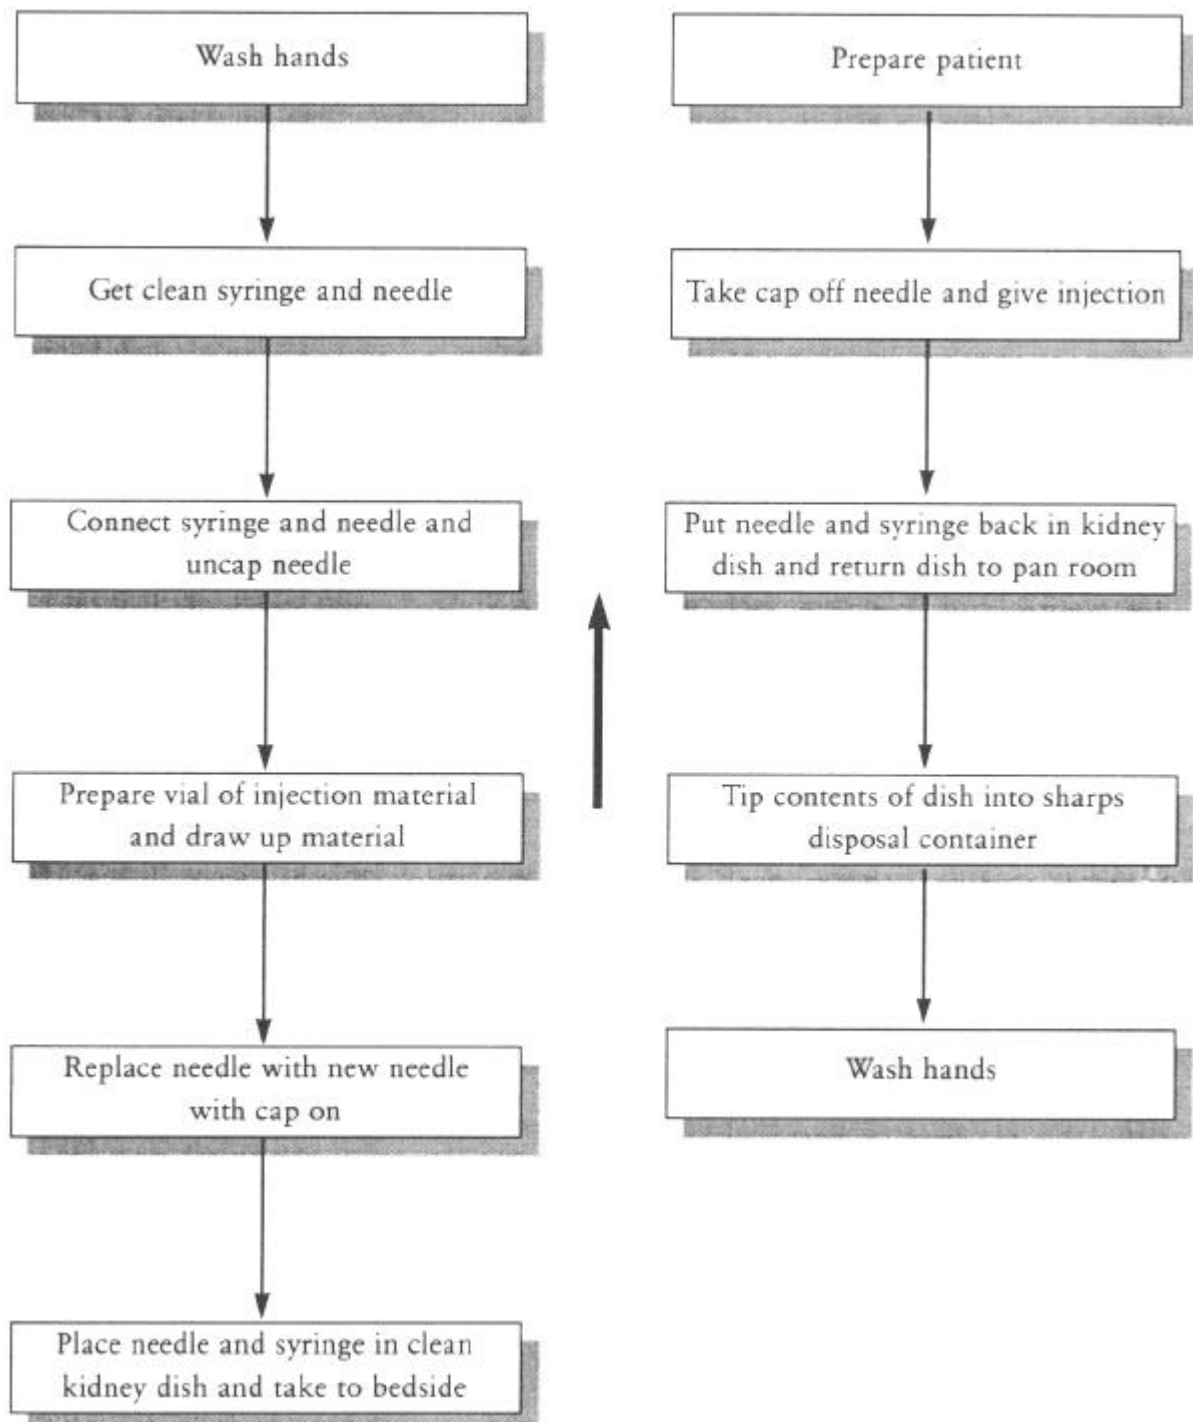 Wash hands
Get clean syringe and needle
Connect syringe and needle and
uncap needle
Prepare vial of injection material
and draw up material
Replace needle with new needle
with cap on
Place needle and syringe in clean
kidney dish and take to bedside
Prepare patient
Take cap off needle and give injection
Put needle and syringe back in kidney
dish and return dish to pan room
Tip contents of dish into sharps
disposal container
Wash hands